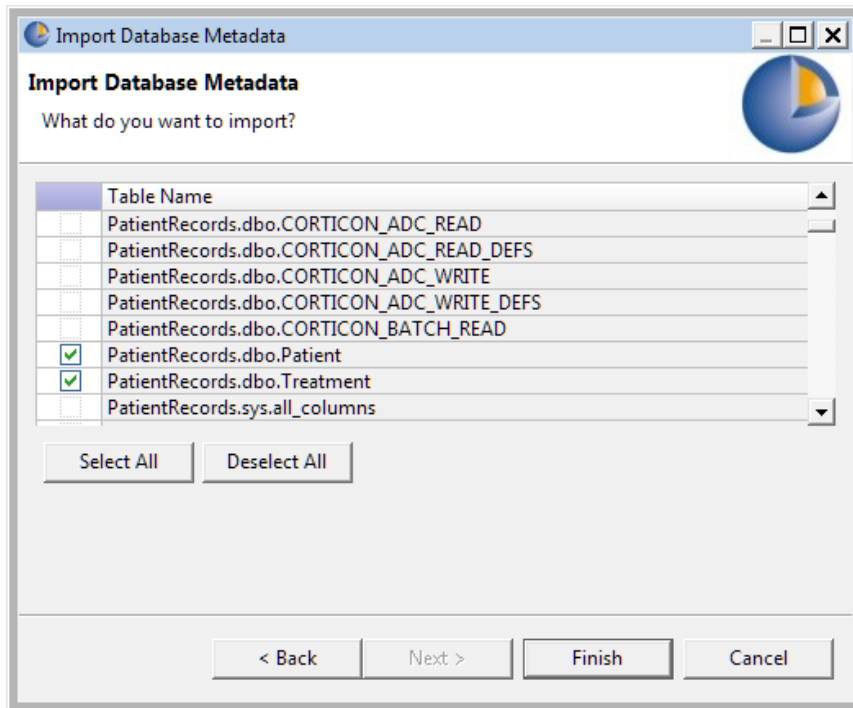 Import Database Metadata
Import Database Metadata
What do you want to import?
Table Name
PatientRecords.dbo.CORTICON_ADC_READ
PatientRecords.dbo.CORTICON_ADC_READ_DEFS
PatientRecords.dbo.CORTICON_ADC_WRITE
PatientRecords.dbo.CORTICON_ADC_WRITE_DEFS
PatientRecords.dbo.CORTICON_BATCH_READ
PatientRecords.dbo.Patient
PatientRecords.dbo.Treatment
PatientRecords.sys.all_columns
Select All Deselect All
< Back Next > Finish Cancel